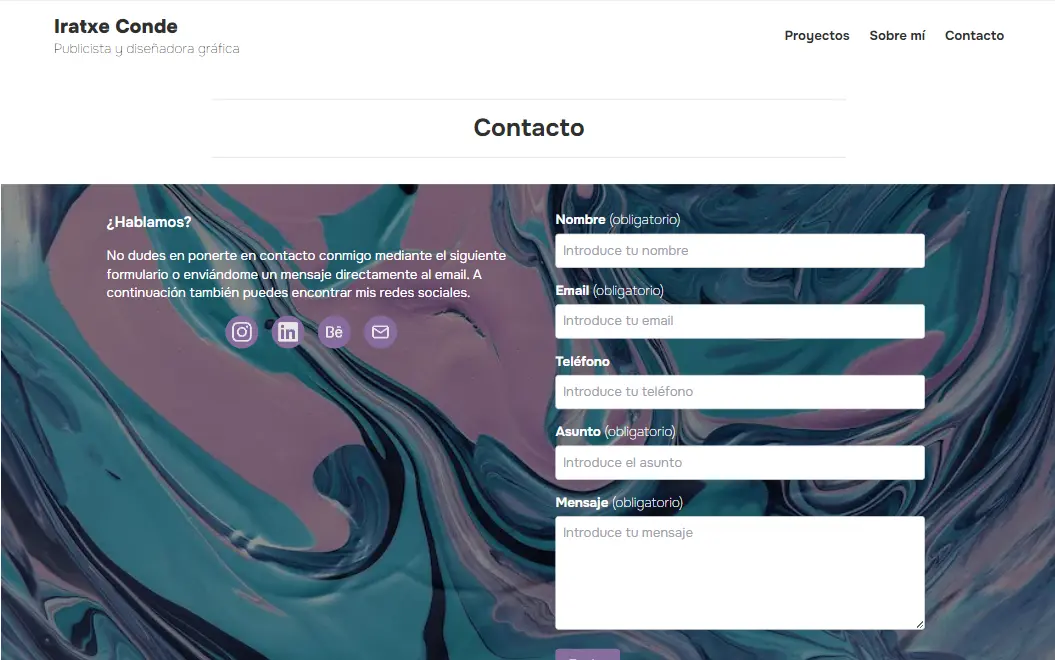 Iratxe Conde
Publicista y diseñadora gráfica
Proyectos Sobre mí Contacto
Contacto
¿Hablamos?
No dudes en ponerte en contacto conmigo mediante el siguiente
formulario o enviándome un mensaje directamente al email. A
continuación también puedes encontrar mis redes sociales.
in Bē
Nombre (obligatorio)
Introduce tu nombre
Email (obligatorio)
Introduce tu email
Teléfono
Introduce tu teléfono
Asunto (obligatorio)
Introduce el asunto
Mensaje (obligatorio)
Introduce tu mensaje